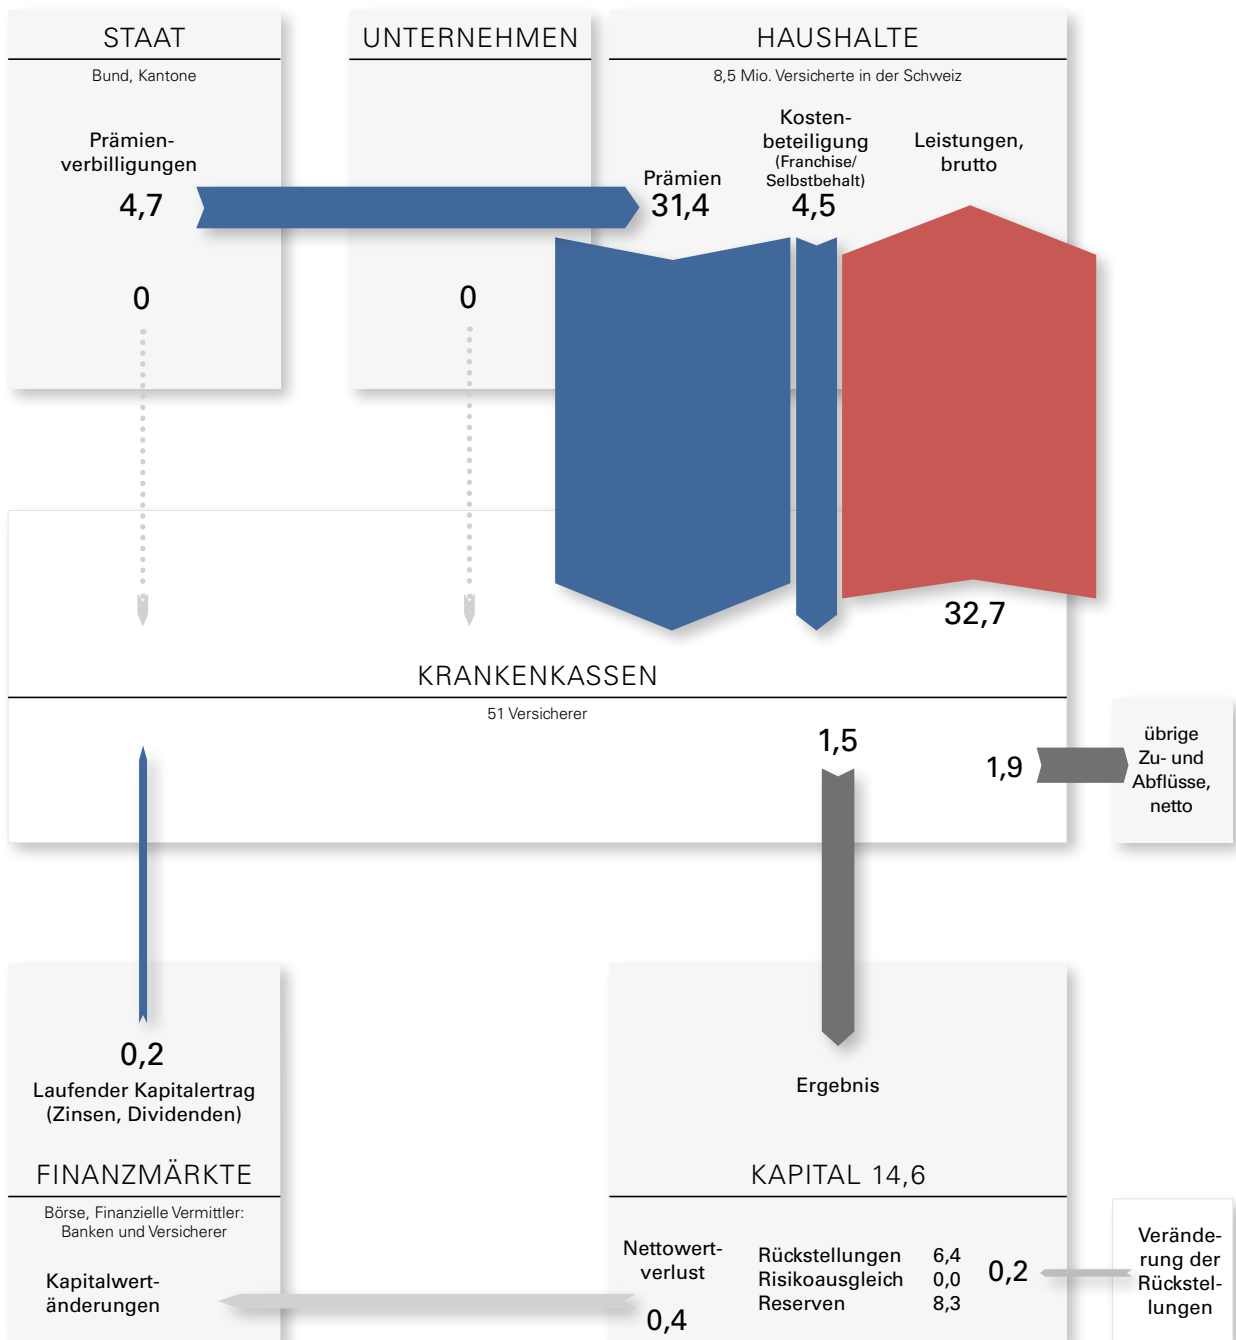 STAAT
Bund, Kantone
Prämien-
verbilligungen
4,7
0
UNTERNEHMEN
0
HAUSHALTE
8,5 Mio. Versicherte in der Schweiz
Prämien
31,4
Kosten-
beteiligung
(Franchise/
Selbstbehalt)
4,5
Leistungen,
brutto
32,7
KRANKENKASSEN
51 Versicherer
1,5
1,9
übrige
Zu- und
Abflüsse,
netto
0,2
Laufender Kapitalertrag
(Zinsen, Dividenden)
FINANZMÄRKTE
Börse, Finanzielle Vermittler:
Banken und Versicherer
Kapitalwert-
änderungen
Ergebnis
KAPITAL 14,6
Nettowert-
verlust
0,4
Rückstellungen 6,4
Risikoausgleich 0,0
Reserven 8,3
0,2
Verände-
rung der
Rückstel-
lungen